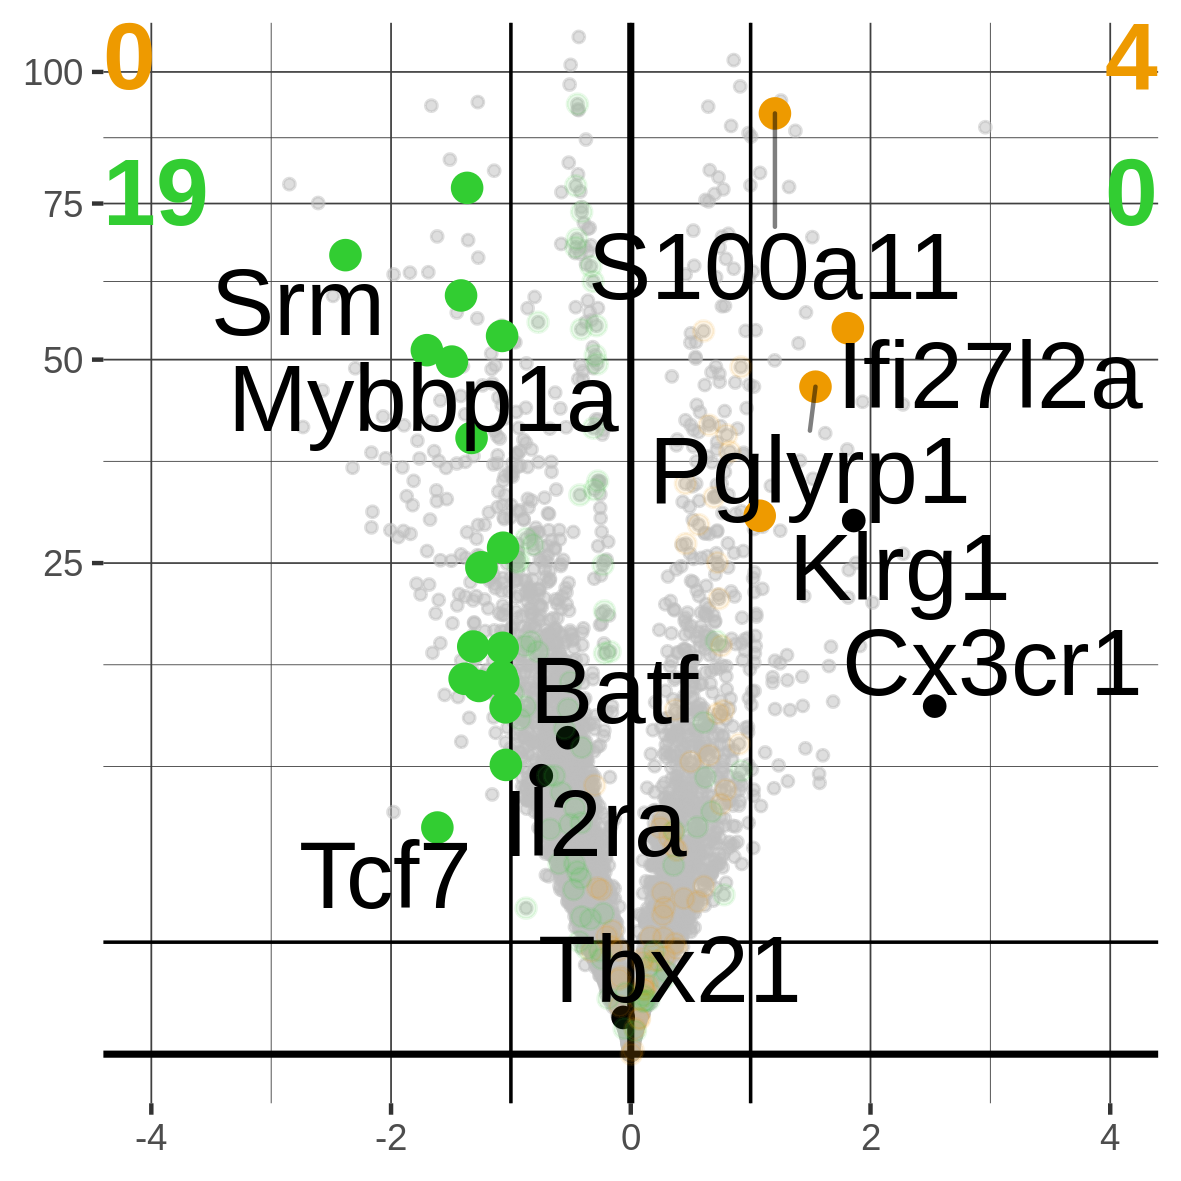 0 4
100
19 0
75
S100a11
Srm
Ifi27l2a
50
Mybbp1a
Pglyrp1
Klrg1
25
Cx3cr1
Batf
Il2ra
Tcf7
Tbx21
-4 -2 0 2 4